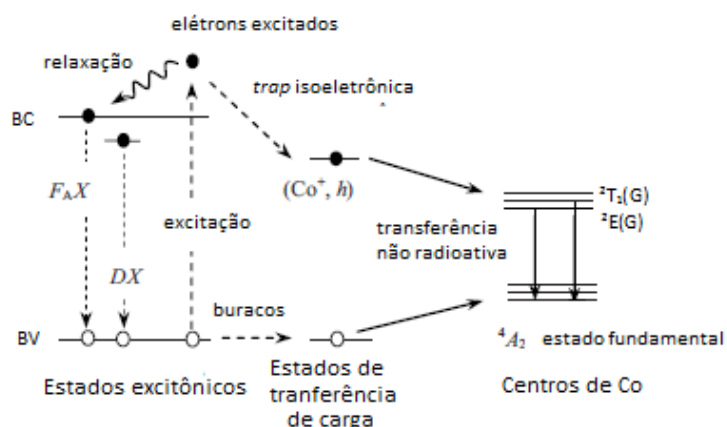 elétrons excitados
relaxação
trap isoeletrônica
BC
(Co⁺, h)
²T₁(G)
²E(G)
F_AX
excitação
transferência
não radioativa
DX
buracos
BV
⁴A₂ estado fundamental
Estados excitônicos
Estados de
tranferência
de carga
Centros de Co